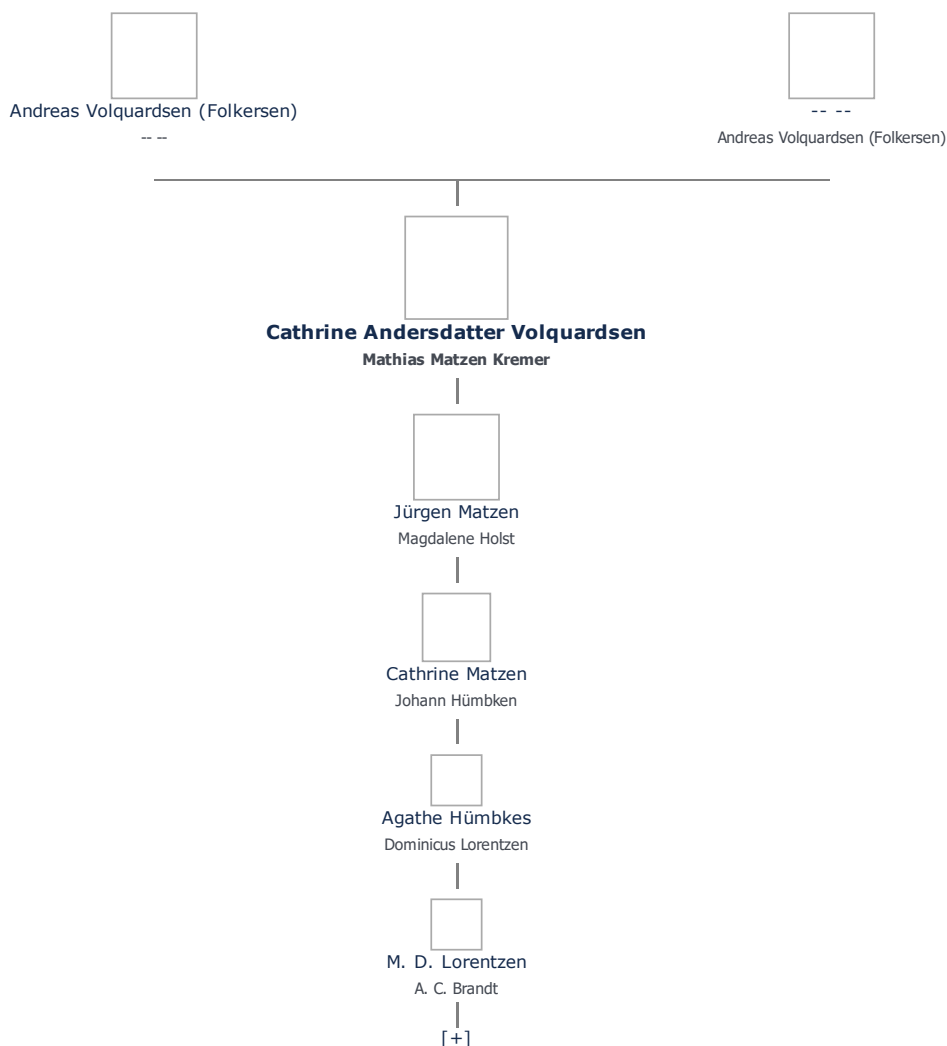 Andreas Volquardsen (Folkersen)
-- --
-- --
Andreas Volquardsen (Folkersen)
Cathrine Andersdatter Volquardsen
Mathias Matzen Kremer
Jürgen Matzen
Magdalene Holst
Cathrine Matzen
Johann Hümbken
Agathe Hümbkes
Dominicus Lorentzen
M. D. Lorentzen
A. C. Brandt
[+]